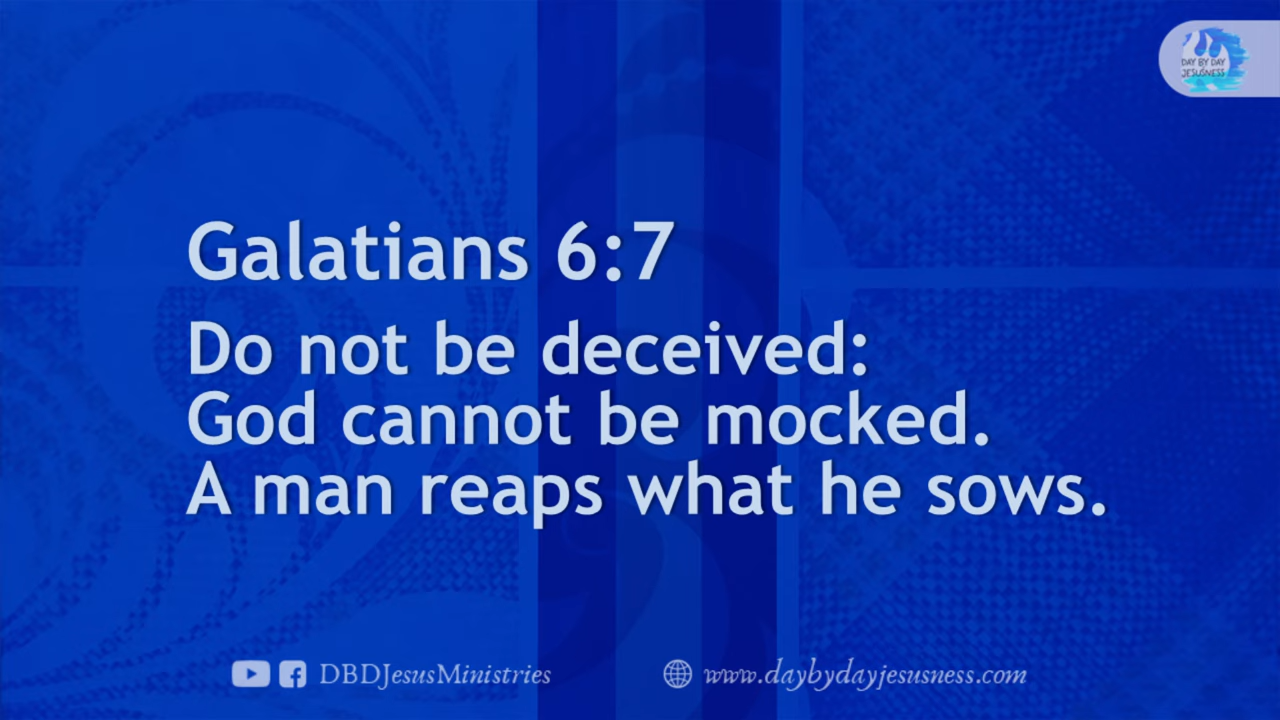 DAY BY DAY
JESUSNESS
Galatians 6:7
Do not be deceived:
God cannot be mocked.
A man reaps what he sows.
DBDJesusMinistries
www.daybydayjesusness.com